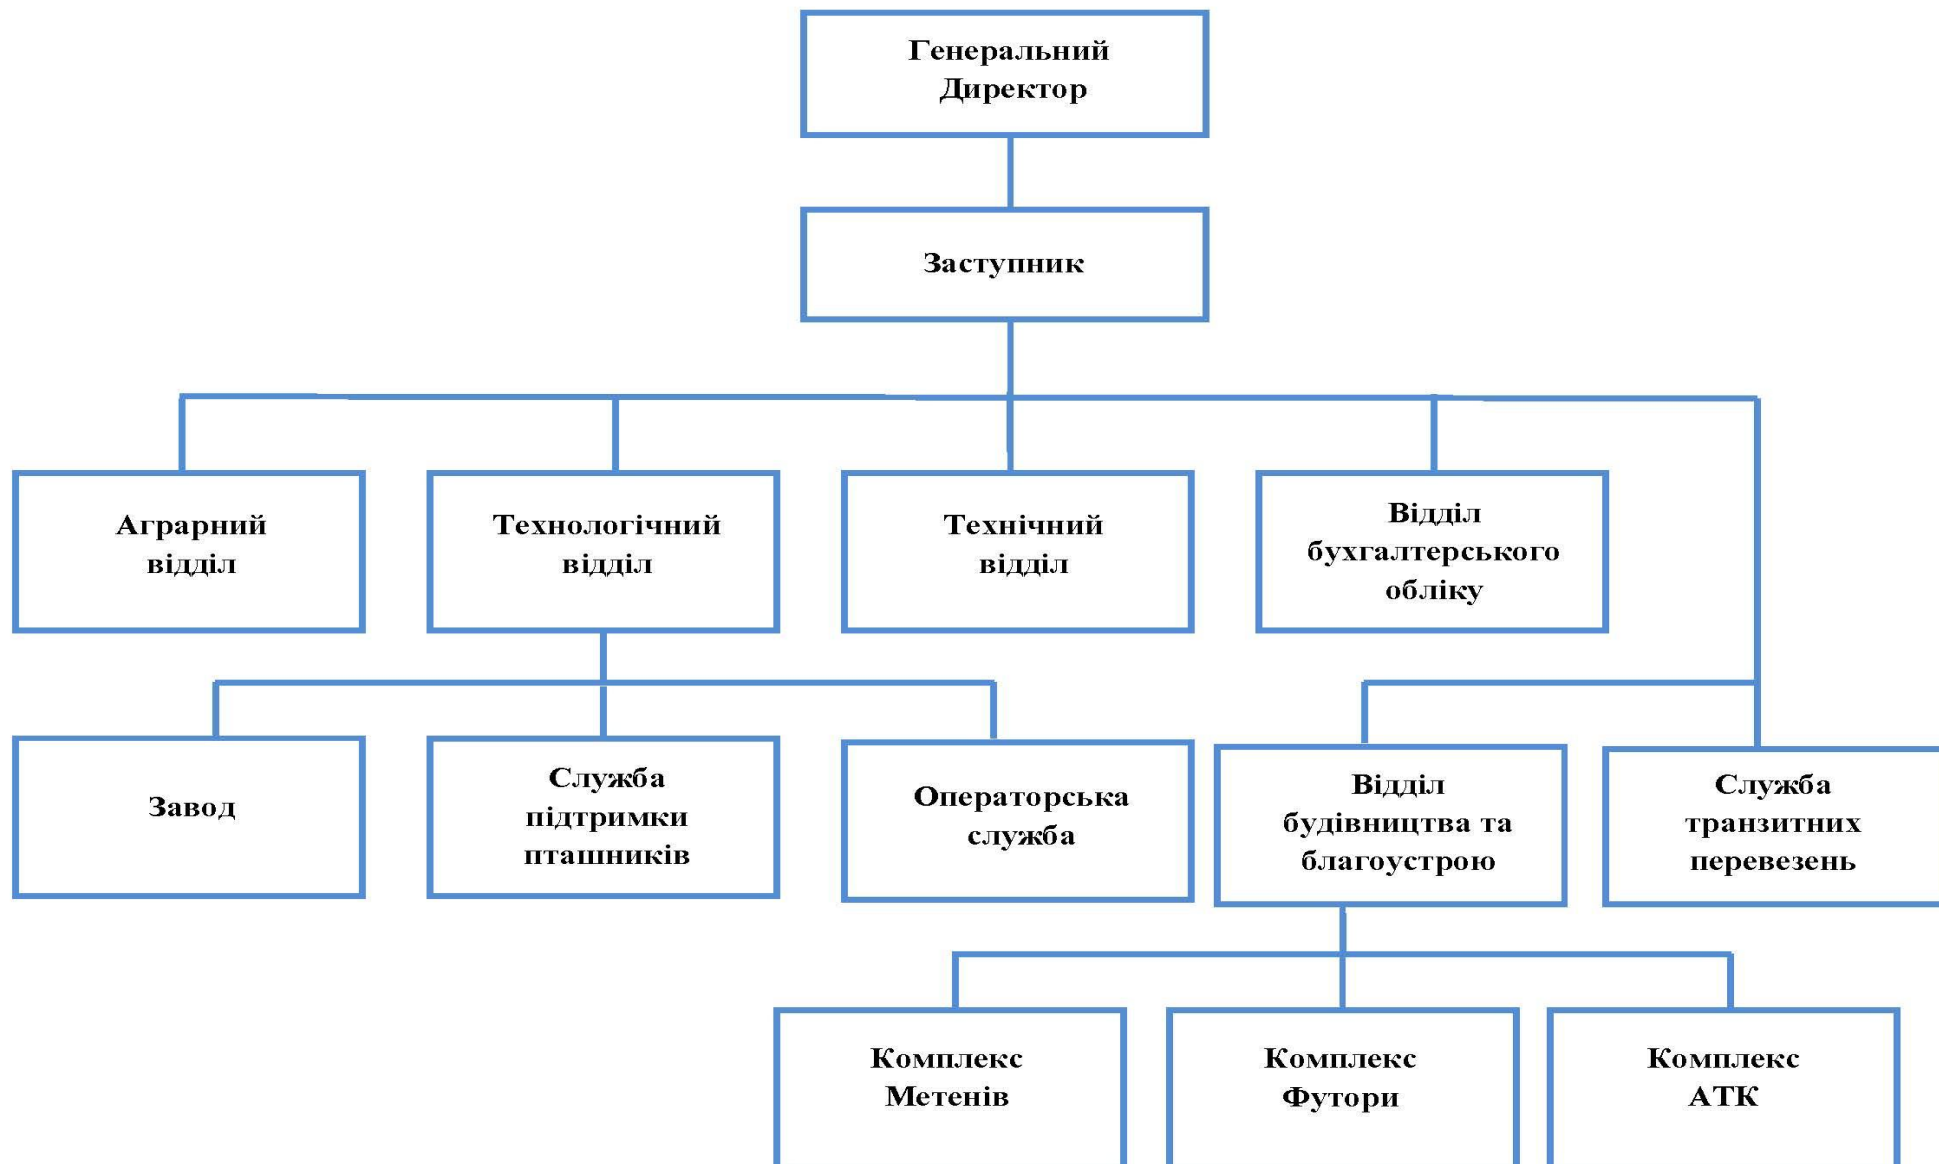 Генеральний
Директор
Заступник
Аграрний
відділ
Технологічний
відділ
Технічний
відділ
Відділ
бухгалтерського
обліку
Завод
Служба
підтримки
пташників
Операторська
служба
Відділ
будівництва та
благоустрою
Служба
транзитних
перевезень
Комплекс
Метенів
Комплекс
Футори
Комплекс
АТК